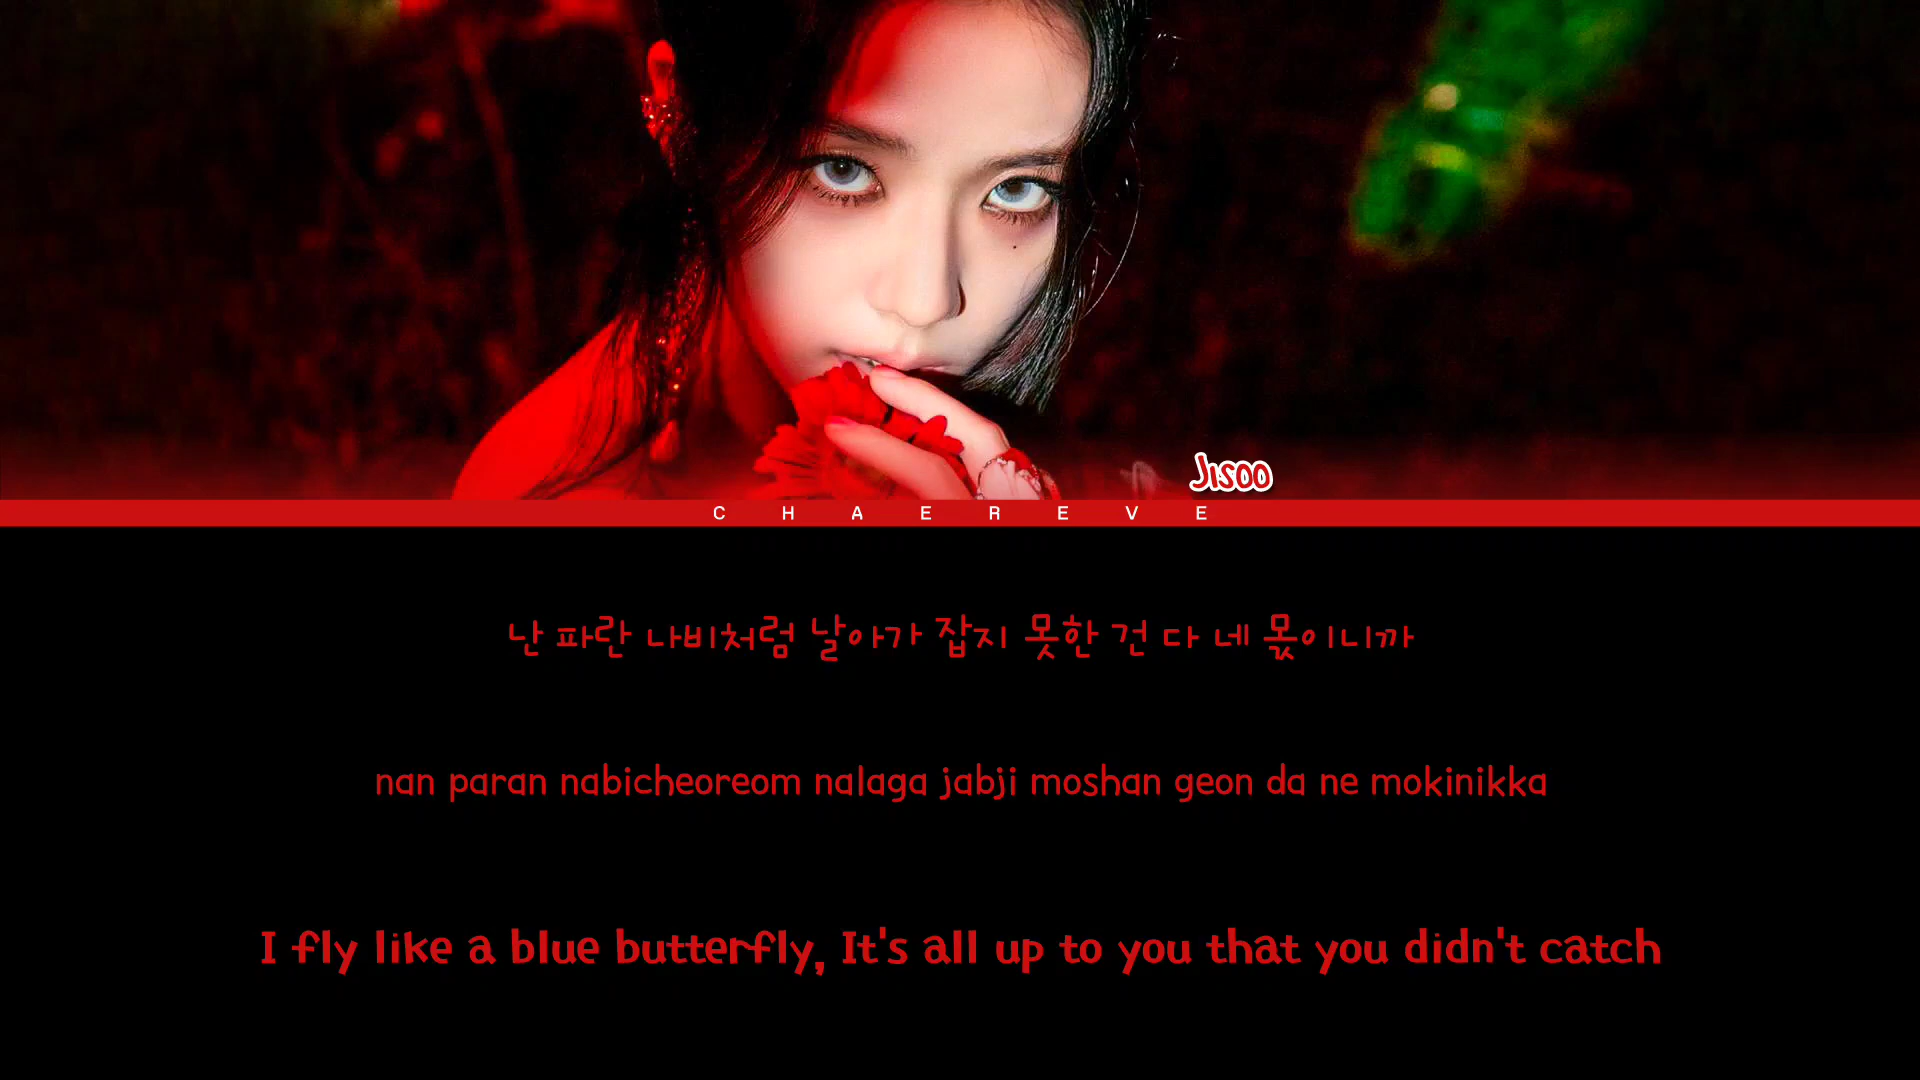 Jisoo
CHAEREVE
난 파란 나비처럼 날아가 잡지 못한 건 다 네 몫이니까
nan paran nabicheoreom nalaga jabji moshan geon da ne mokinikka
I fly like a blue butterfly, It's all up to you that you didn't catch